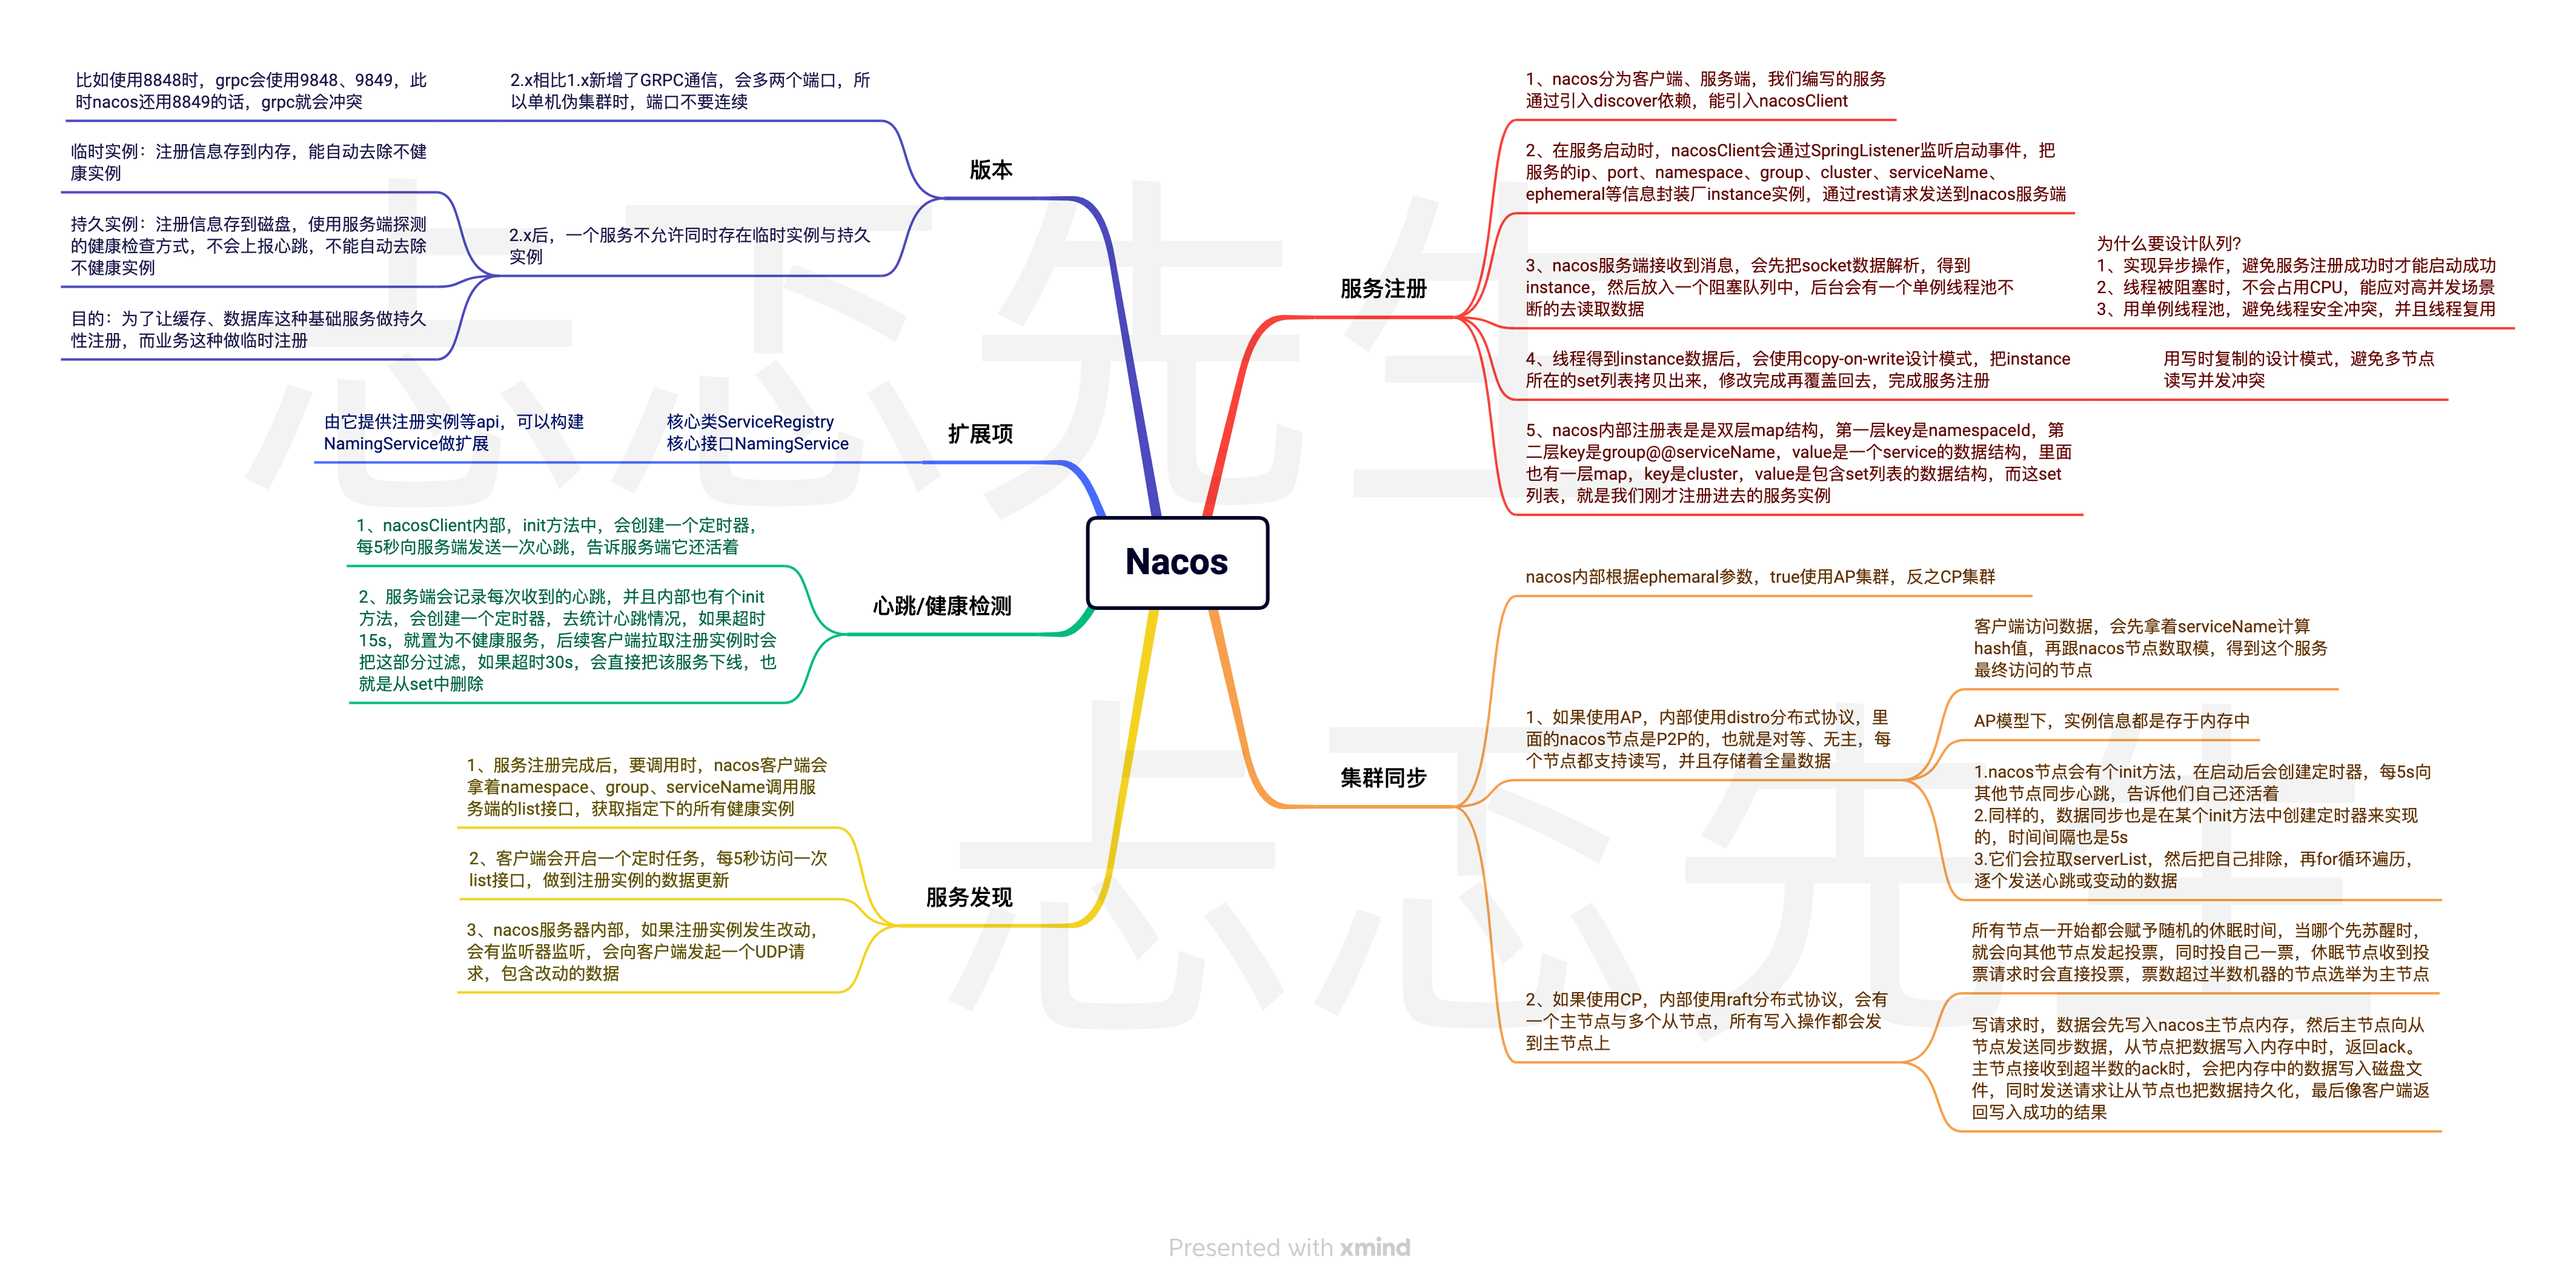 Nacos
服务注册
1、nacos分为客户端、服务端，我们编写的服务
通过引入discover依赖，能引入nacosClient
2、在服务启动时，nacosClient会通过SpringListener监听启动事件，把
服务的ip、port、namespace、group、cluster、serviceName、
ephemeral等信息封装厂instance实例，通过rest请求发送到nacos服务端
3、nacos服务端接收到消息，会先把socket数据解析，得到
instance，然后放入一个阻塞队列中，后台会有一个单例线程池不
断的去读取数据
为什么要设计队列?
1、实现异步操作，避免服务注册成功时才能启动成功
2、线程被阻塞时，不会占用CPU，能应对高并发场景
3、用单例线程池，避免线程安全冲突，并且线程复用
4、线程得到instance数据后，会使用copy-on-write设计模式，把instance
所在的set列表拷贝出来，修改完成再覆盖回去，完成服务注册
用写时复制的设计模式，避免多节点
读写并发冲突
5、nacos内部注册表是是双层map结构，第一层key是namespaceId，第
二层key是group@@serviceName，value是一个service的数据结构，里面
也有一层map，key是cluster，value是包含set列表的数据结构，而这set
列表，就是我们刚才注册进去的服务实例
集群同步
nacos内部根据ephemaral参数，true使用AP集群，反之CP集群
1、如果使用AP，内部使用distro分布式协议，里
面的nacos节点是P2P的，也就是对等、无主，每
个节点都支持读写，并且存储着全量数据
客户端访问数据，会先拿着serviceName计算
hash值，再跟nacos节点数取模，得到这个服务
最终访问的节点
AP模型下，实例信息都是存于内存中
1.nacos节点会有个init方法，在启动后会创建定时器，每5s向
其他节点同步心跳，告诉他们自己还活着
2.同样的，数据同步也是在某个init方法中创建定时器来实现
的，时间间隔也是5s
3.它们会拉取serverList，然后把自己排除，再for循环遍历，
逐个发送心跳或变动的数据
2、如果使用CP，内部使用raft分布式协议，会有
一个主节点与多个从节点，所有写入操作都会发
到主节点上
所有节点一开始都会赋予随机的休眠时间，当哪个先苏醒时，
就会向其他节点发起投票，同时投自己一票，休眠节点收到投
票请求时会直接投票，票数超过半数机器的节点选举为主节点
写请求时，数据会先写入nacos主节点内存，然后主节点向从
节点发送同步数据，从节点把数据写入内存中时，返回ack。
主节点接收到超半数的ack时，会把内存中的数据写入磁盘文
件，同时发送请求让从节点也把数据持久化，最后像客户端返
回写入成功的结果
版本
2.x相比1.x新增了GRPC通信，会多两个端口，所
以单机伪集群时，端口不要连续
比如使用8848时，grpc会使用9848、9849，此
时nacos还用8849的话，grpc就会冲突
2.x后，一个服务不允许同时存在临时实例与持久
实例
临时实例：注册信息存到内存，能自动去除不健
康实例
持久实例：注册信息存到磁盘，使用服务端探测
的健康检查方式，不会上报心跳，不能自动去除
不健康实例
目的：为了让缓存、数据库这种基础服务做持久
性注册，而业务这种做临时注册
扩展项
核心类ServiceRegistry
核心接口NamingService
由它提供注册实例等api，可以构建
NamingService做扩展
心跳/健康检测
1、nacosClient内部，init方法中，会创建一个定时器，
每5秒向服务端发送一次心跳，告诉服务端它还活着
2、服务端会记录每次收到的心跳，并且内部也有个init
方法，会创建一个定时器，去统计心跳情况，如果超时
15s，就置为不健康服务，后续客户端拉取注册实例时会
把这部分过滤，如果超时30s，会直接把该服务下线，也
就是从set中删除
服务发现
1、服务注册完成后，要调用时，nacos客户端会
拿着namespace、group、serviceName调用服
务端的list接口，获取指定下的所有健康实例
2、客户端会开启一个定时任务，每5秒访问一次
list接口，做到注册实例的数据更新
3、nacos服务器内部，如果注册实例发生改动，
会有监听器监听，会向客户端发起一个UDP请
求，包含改动的数据
忐忑先生
忐忑先生
Presented with xmind